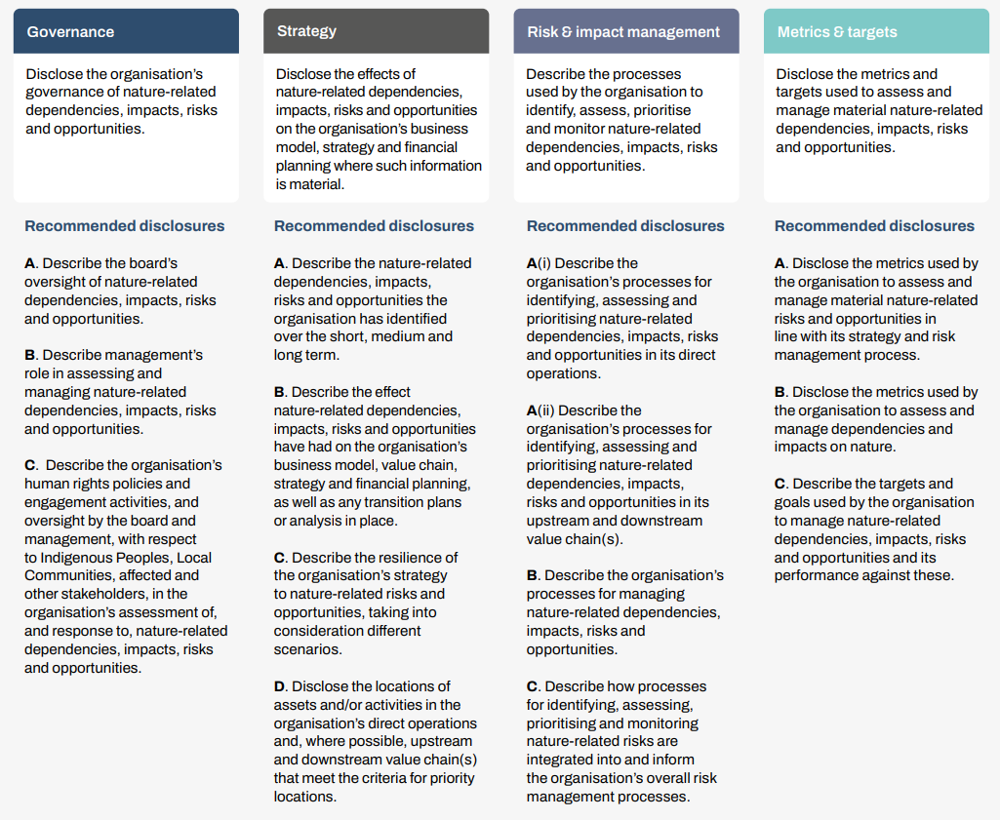 Governance
Disclose the organisation's
governance of nature-related
dependencies, impacts, risks
and opportunities.
Recommended disclosures
A. Describe the board's
oversight of nature-related
dependencies, impacts, risks
and opportunities.
B. Describe management's
role in assessing and
managing nature-related
dependencies, impacts, risks
and opportunities.
C.  Describe the organisation's
human rights policies and
engagement activities, and
oversight by the board and
management, with respect
to Indigenous Peoples, Local
Communities, affected and
other stakeholders, in the
organisation's assessment of,
and response to, nature-related
dependencies, impacts, risks
and opportunities.
Strategy
Disclose the effects of
nature-related dependencies,
impacts, risks and opportunities
on the organisation's business
model, strategy and financial
planning where such information
is material.
Recommended disclosures
A. Describe the nature-related
dependencies, impacts,
risks and opportunities the
organisation has identified
over the short, medium and
long term.
B. Describe the effect
nature-related dependencies,
impacts, risks and opportunities
have had on the organisation's
business model, value chain,
strategy and financial planning,
as well as any transition plans
or analysis in place.
C. Describe the resilience of
the organisation's strategy
to nature-related risks and
opportunities, taking into
consideration different
scenarios.
D. Disclose the locations of
assets and/or activities in the
organisation's direct operations
and, where possible, upstream
and downstream value chain(s)
that meet the criteria for priority
locations.
Risk & impact management
Describe the processes
used by the organisation to
identify, assess, prioritise
and monitor nature-related
dependencies, impacts, risks
and opportunities.
Recommended disclosures
A(i) Describe the
organisation's processes for
identifying, assessing and
prioritising nature-related
dependencies, impacts, risks
and opportunities in its direct
operations.
A(ii) Describe the
organisation's processes for
identifying, assessing and
prioritising nature-related
dependencies, impacts,
risks and opportunities in its
upstream and downstream
value chain(s).
B. Describe the organisation's
processes for managing
nature-related dependencies,
impacts, risks and
opportunities.
C. Describe how processes
for identifying, assessing,
prioritising and monitoring
nature-related risks are
integrated into and inform
the organisation's overall risk
management processes.
Metrics & targets
Disclose the metrics and
targets used to assess and
manage material nature-related
dependencies, impacts, risks
and opportunities.
Recommended disclosures
A. Disclose the metrics used by
the organisation to assess and
manage material nature-related
risks and opportunities in
line with its strategy and risk
management process.
B. Disclose the metrics used by
the organisation to assess and
manage dependencies and
impacts on nature.
C. Describe the targets and
goals used by the organisation
to manage nature-related
dependencies, impacts, risks
and opportunities and its
performance against these.